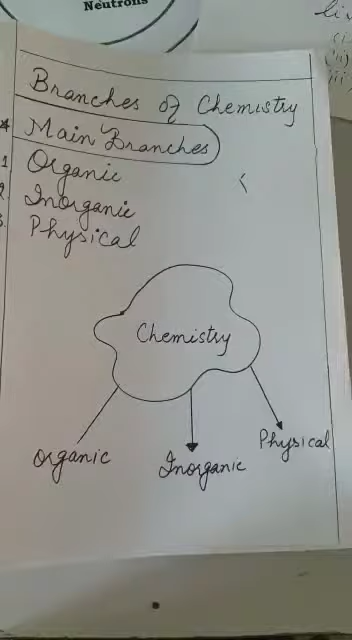 Neutrons
Branches of Chemistry
* Main Branches
1 Organic
2 Inorganic
3 Physical
Chemistry
Organic
Inorganic
Physical